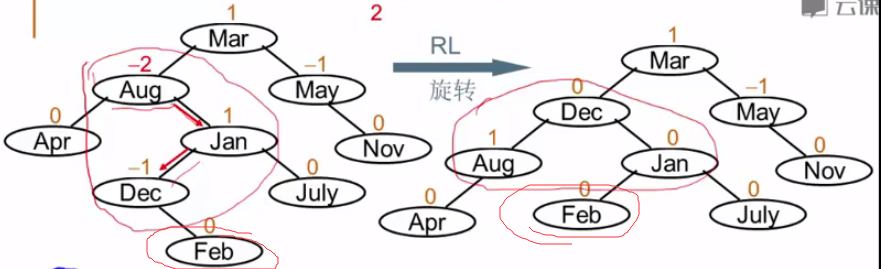 1
2
Mar
RL
旋转
-2
-1
Aug
May
0
1
0
Apr
Jan
Nov
-1
0
Dec
July
0
Feb
1
Mar
0
-1
Dec
May
1
0
0
Aug
Jan
Nov
0
0
0
Apr
Feb
July
云课